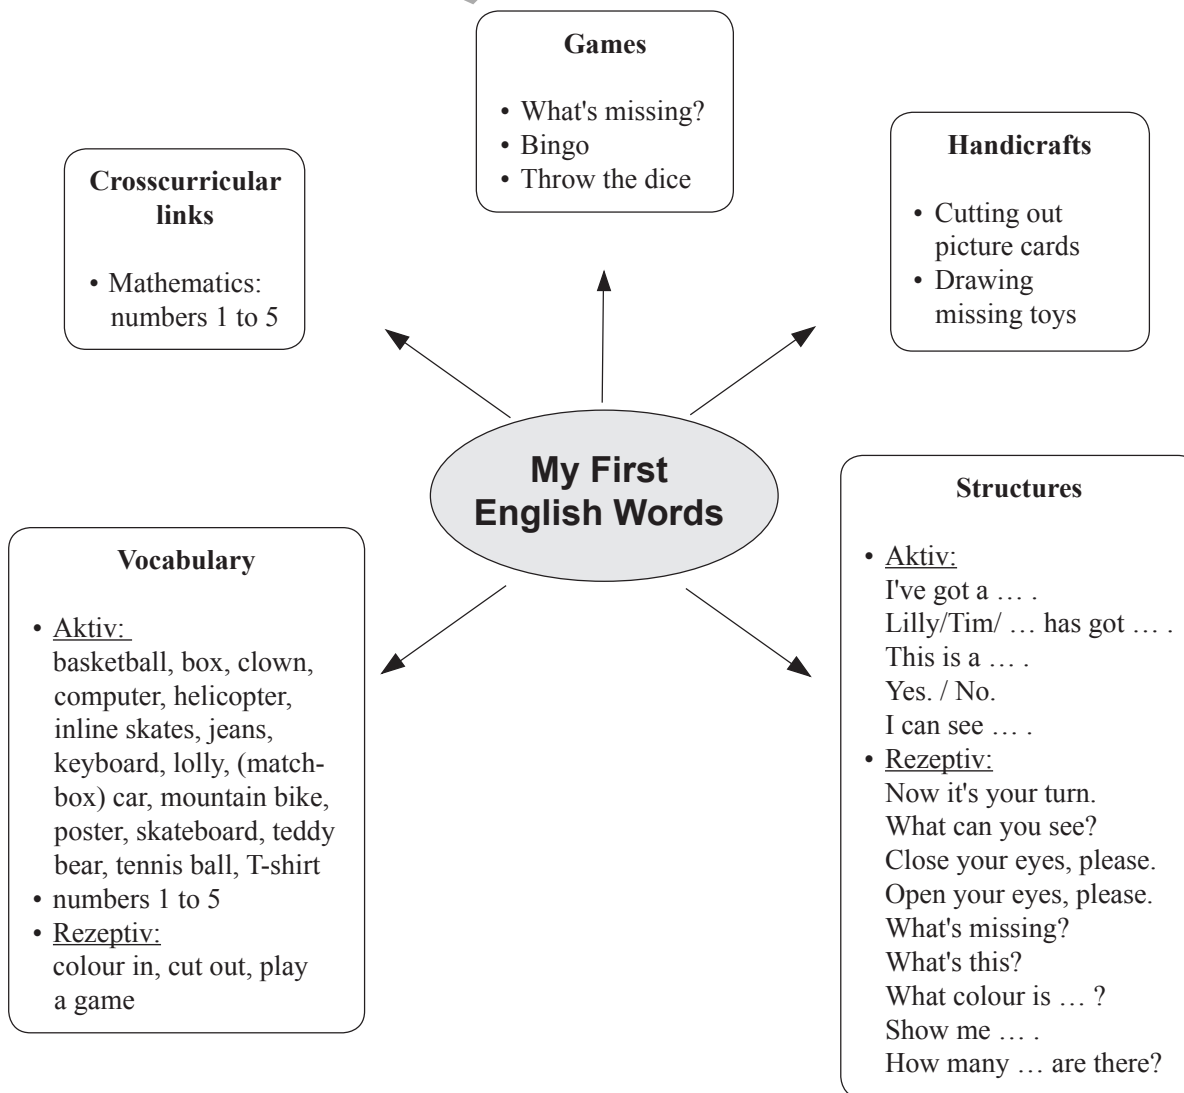 Games
• What's missing?
• Bingo
• Throw the dice
Handicrafts
• Cutting out
picture cards
• Drawing
missing toys
Crosscurricular
links
• Mathematics:
numbers 1 to 5
My First
English Words
Structures
• Aktiv:
I've got a … .
Lilly/Tim/ … has got … .
This is a … .
Yes. / No.
I can see … .
• Rezeptiv:
Now it's your turn.
What can you see?
Close your eyes, please.
Open your eyes, please.
What's missing?
What's this?
What colour is … ?
Show me … .
How many … are there?
Vocabulary
• Aktiv:
basketball, box, clown,
computer, helicopter,
inline skates, jeans,
keyboard, lolly, (match-
box) car, mountain bike,
poster, skateboard, teddy
bear, tennis ball, T-shirt
• numbers 1 to 5
• Rezeptiv:
colour in, cut out, play
a game